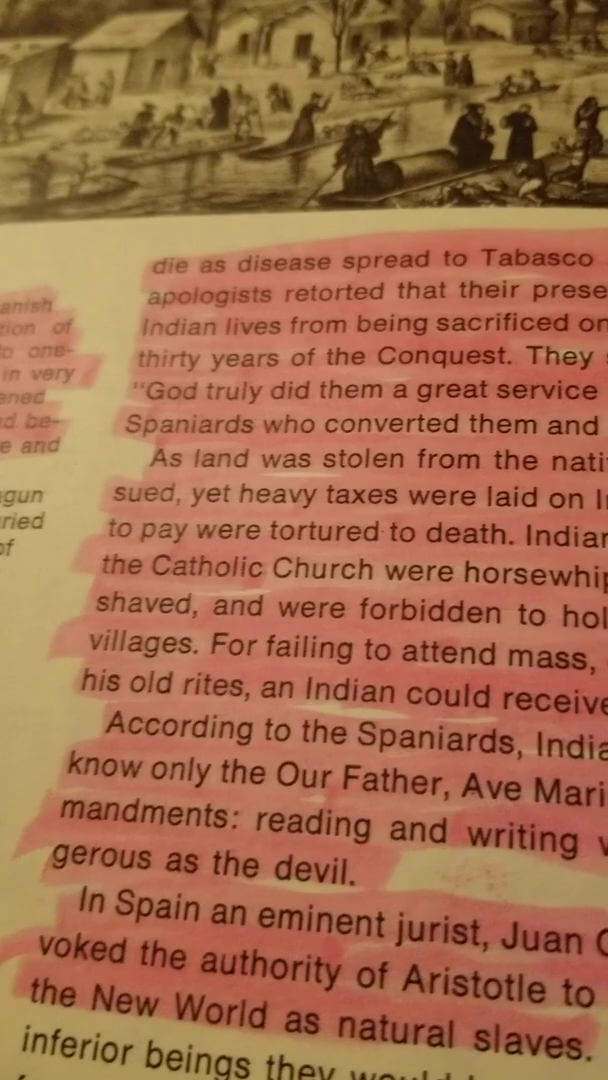 anish
tion of
o one-
in very
ened
d be-
e and
gun
ried
of
die as disease spread to Tabasco
apologists retorted that their prese
Indian lives from being sacrificed on
thirty years of the Conquest. They
"God truly did them a great service
Spaniards who converted them and
As land was stolen from the nati
sued, yet heavy taxes were laid on In
to pay were tortured to death. Indian
the Catholic Church were horsewhip
shaved, and were forbidden to hol
villages. For failing to attend mass,
his old rites, an Indian could receive
According to the Spaniards, India
know only the Our Father, Ave Mari
mandments: reading and writing w
gerous as the devil.
In Spain an eminent jurist, Juan G
voked the authority of Aristotle to
the New World as natural slaves.
inferior beings they would